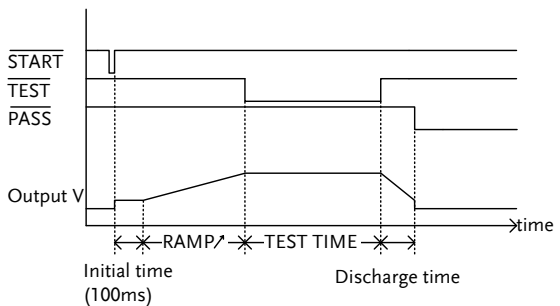 START
TEST
PASS
Output V
time
RAMP↗
TEST TIME
Initial time
(100ms)
Discharge time